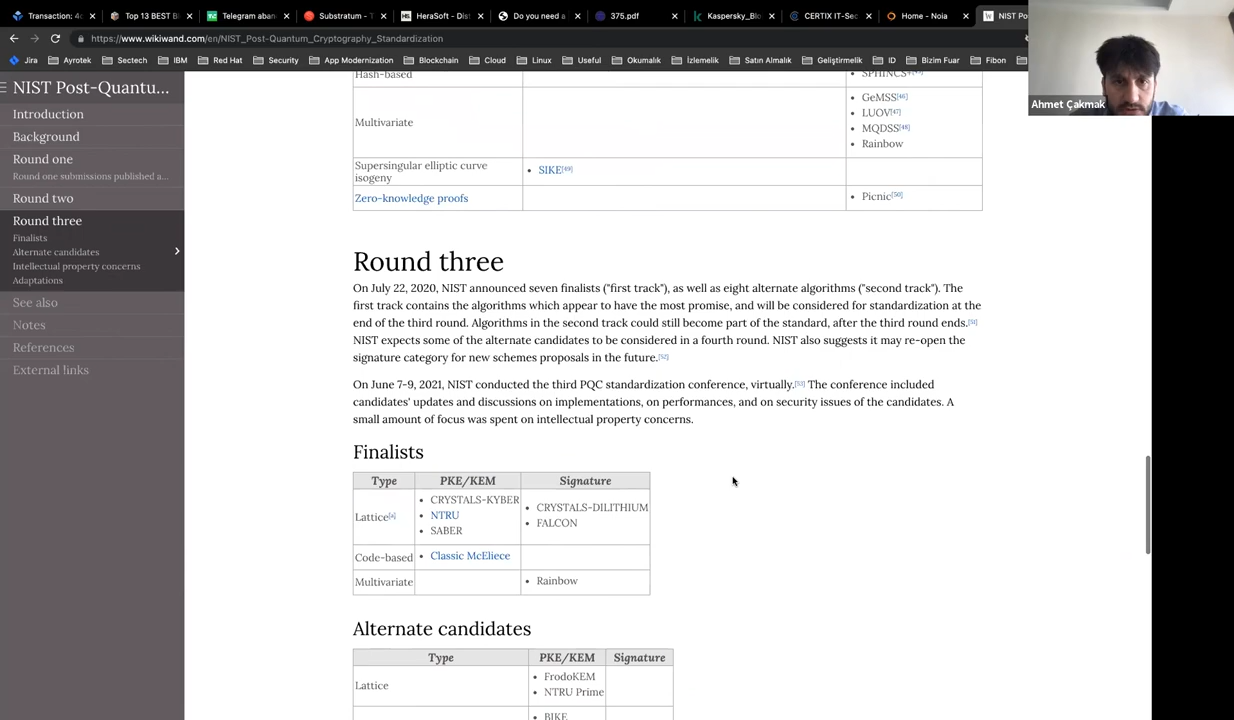 Transaction: 4c
Top 13 BEST Bl
Telegram aban
Substratum - T
HeraSoft - Dist
Do you need a
375.pdf
Kaspersky_Blo
CERTIX IT-Sec
Home - Noia
NIST Pos
https://www.wikiwand.com/en/NIST_Post-Quantum_Cryptography_Standardization
Jira
Ayrotek
Sectech
IBM
Red Hat
Security
App Modernization
Blockchain
Cloud
Linux
Useful
Okumalık
İzlemelik
Satın Almalık
Geliştirmelik
ID
Bizim Fuar
Fibon
Ahmet Çakmak
NIST Post-Quantu...
Introduction
Background
Round one
Round one submissions published a...
Round two
Round three
Finalists
Alternate candidates
Intellectual property concerns
Adaptations
See also
Notes
References
External links
Hash-based
Multivariate
GeMSS[46]
LUOV[47]
MQDSS[48]
Rainbow
Supersingular elliptic curve
isogeny
SIKE[49]
Zero-knowledge proofs
Picnic[50]
Round three
On July 22, 2020, NIST announced seven finalists ("first track"), as well as eight alternate algorithms ("second track"). The
first track contains the algorithms which appear to have the most promise, and will be considered for standardization at the
end of the third round. Algorithms in the second track could still become part of the standard, after the third round ends.[51]
NIST expects some of the alternate candidates to be considered in a fourth round. NIST also suggests it may re-open the
signature category for new schemes proposals in the future.[52]
On June 7-9, 2021, NIST conducted the third PQC standardization conference, virtually.[53] The conference included
candidates' updates and discussions on implementations, on performances, and on security issues of the candidates. A
small amount of focus was spent on intellectual property concerns.
Finalists
Type PKE/KEM Signature
Lattice[a]
CRYSTALS-KYBER
NTRU
SABER
CRYSTALS-DILITHIUM
FALCON
Code-based
Classic McEliece
Multivariate
Rainbow
Alternate candidates
Type PKE/KEM Signature
Lattice
FrodoKEM
NTRU Prime
BIKE